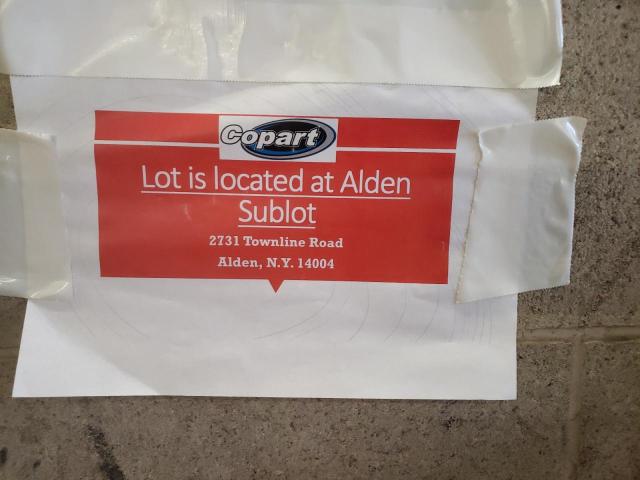 Copart
Lot is located at Alden
Sublot
2731 Townline Road
Alden, N.Y. 14004